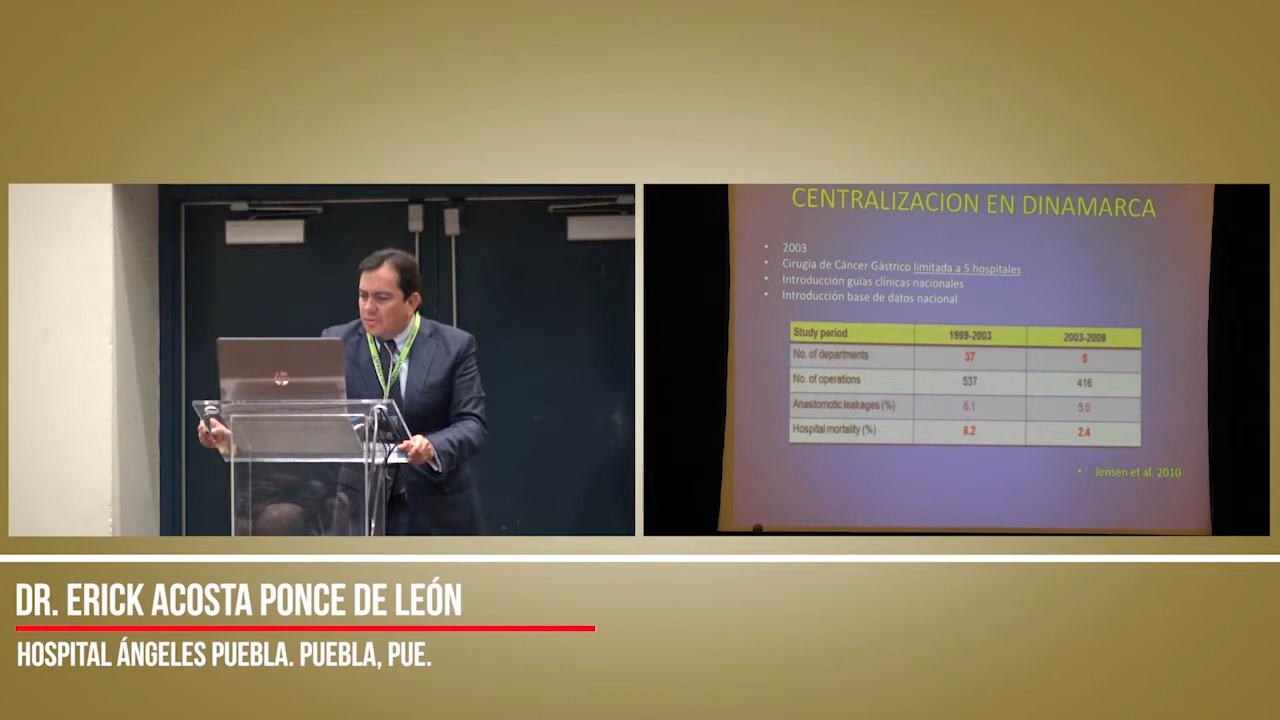 CENTRALIZACION EN DINAMARCA
• 2003
• Cirugía de Cáncer Gástrico limitada a 5 hospitales
• Introducción guías clínicas nacionales
• Introducción base de datos nacional
Study period 1999-2003 2003-2008
No. of departments 37 5
No. of operations 537 416
Anastomotic leakages (%) 6.1 5.0
Hospital mortality (%) 8.2 2.4
• Jensen et al. 2010
DR. ERICK ACOSTA PONCE DE LEÓN
HOSPITAL ÁNGELES PUEBLA. PUEBLA, PUE.